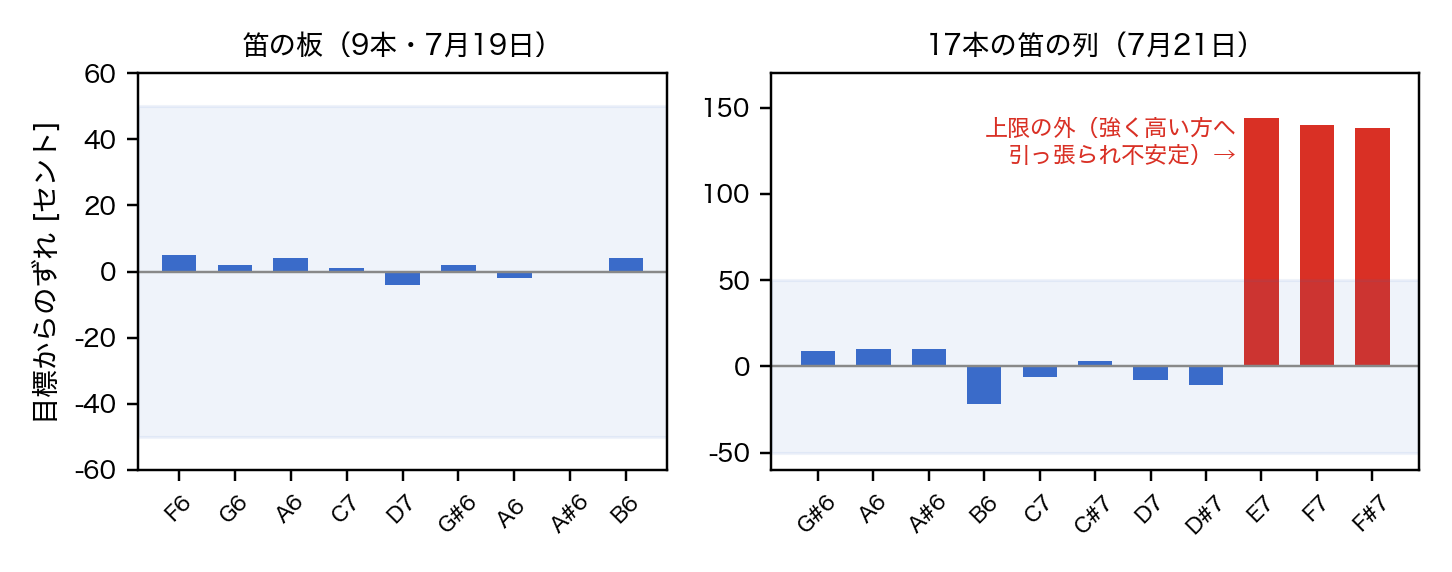 笛の板（9本・7月19日）
60
40
20
0
-20
-40
-60
目標からのずれ [セント]
F6
G6
A6
C7
D7
G#6
A6
A#6
B6
17本の笛の列（7月21日）
150
100
50
0
-50
上限の外（強く高い方へ
引っ張られ不安定）→
G#6
A6
A#6
B6
C7
C#7
D7
D#7
E7
F7
F#7